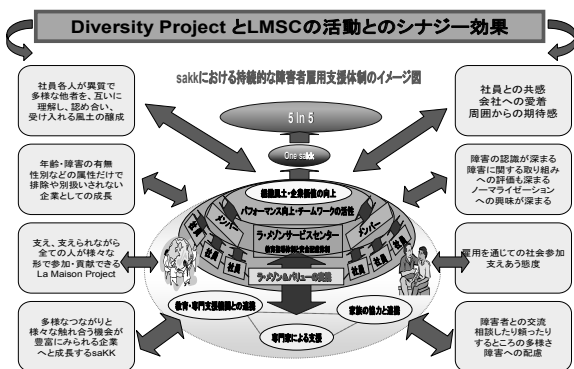 Diversity Project とLMSCの活動とのシナジー効果
sakkにおける持続的な障害者雇用支援体制のイメージ図
社員各人が異質で
多様な他者を、互いに
理解し、認め合い、
受け入れる風土の醸成
年齢・障害の有無
性別などの属性だけで
排除や別扱いされない
企業としての成長
支え、支えられながら
全ての人が様々な
形で参加・貢献できる
La Maison Project
多様なつながりと
様々な触れ合う機会が
豊富にみられる企業
へと成長するsaKK
5 In 5
One sakk
組織風土・企業価値の向上
パフォーマンス向上・チームワークの活性
メンバー
メンバー
ラ・メゾンサービスセンター
社員
社員
社員
社員
社員
社員
ラ・メゾン&バリューの実践
教育・専門支援機関との連携
家族の協力と連携
専門家による支援
社員との共感
会社への愛着
周囲からの期待感
障害の認識が深まる
障害に関する取り組み
への評価も深まる
ノーマライゼーション
への興味が深まる
雇用を通じての社会参加
支えあう態度
障害者との交流
相談したり頼ったり
するところの多様さ
障害への配慮